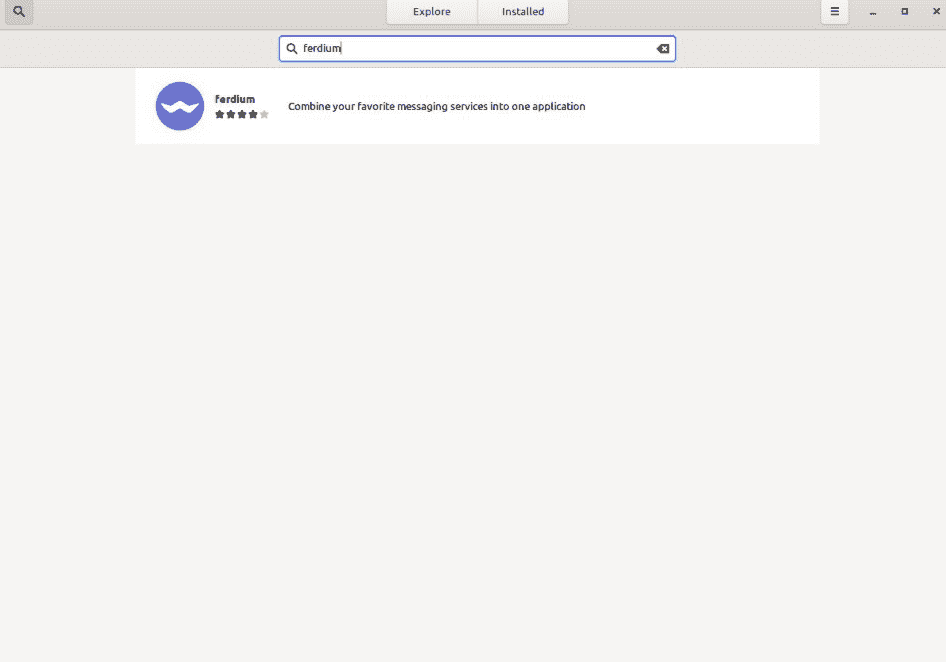 Explore Installed
ferdium
ferdium
Combine your favorite messaging services into one application